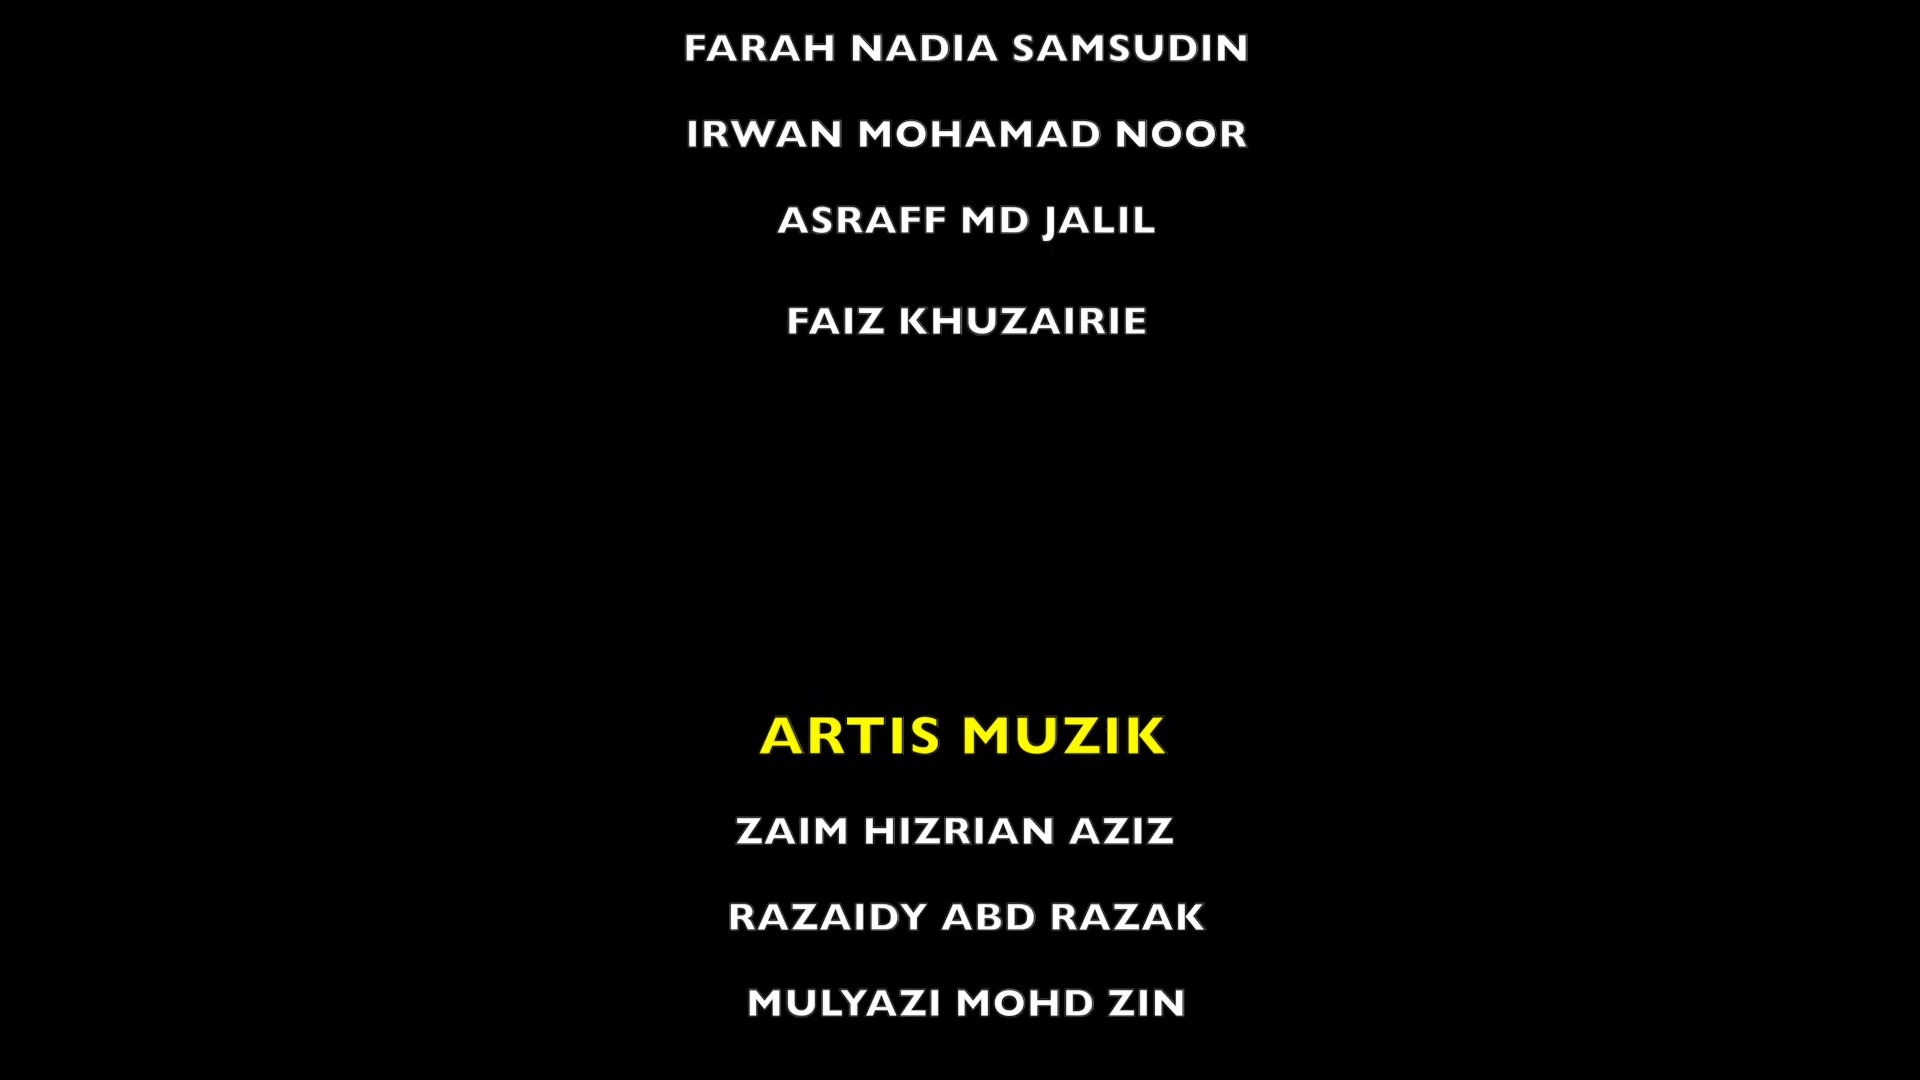 FARAH NADIA SAMSUDIN
IRWAN MOHAMAD NOOR
ASRAFF MD JALIL
FAIZ KHUZAIRIE
ARTIS MUZIK
ZAIM HIZRIAN AZIZ
RAZAIDY ABD RAZAK
MULYAZI MOHD ZIN